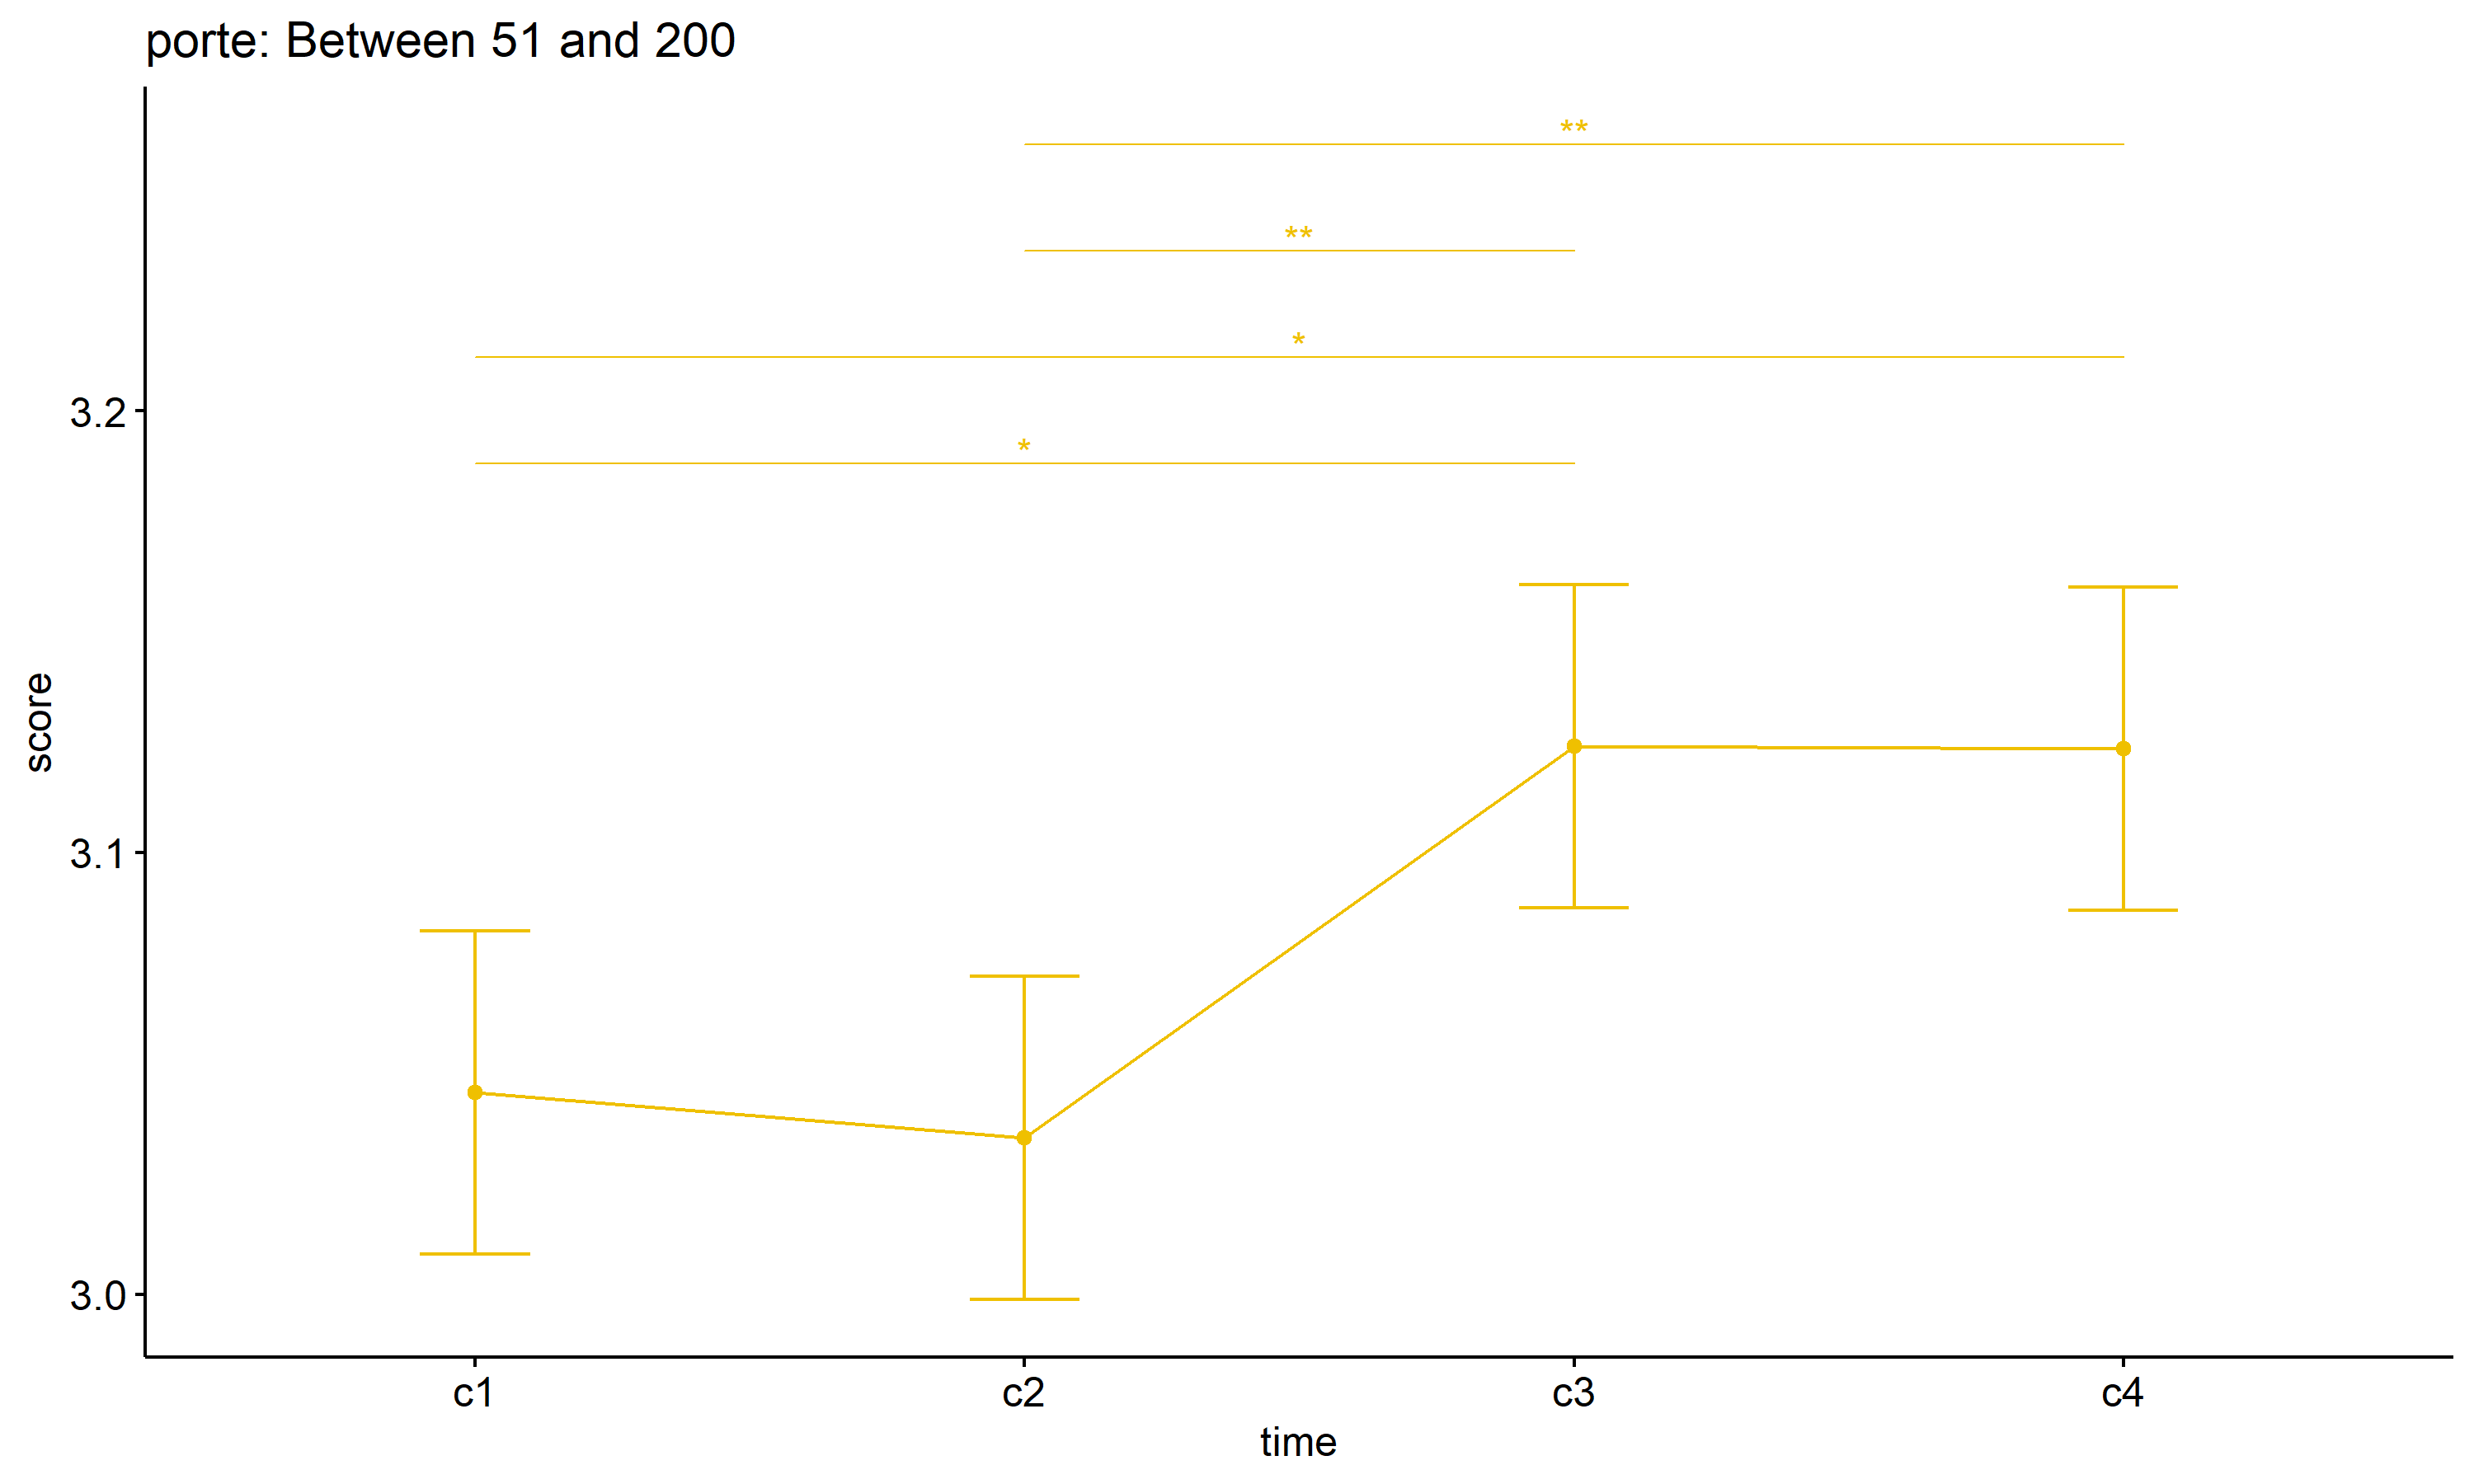 porte: Between 51 and 200
**
**
*
3.2
*
score
3.1
3.0
c1 c2 c3 c4
time